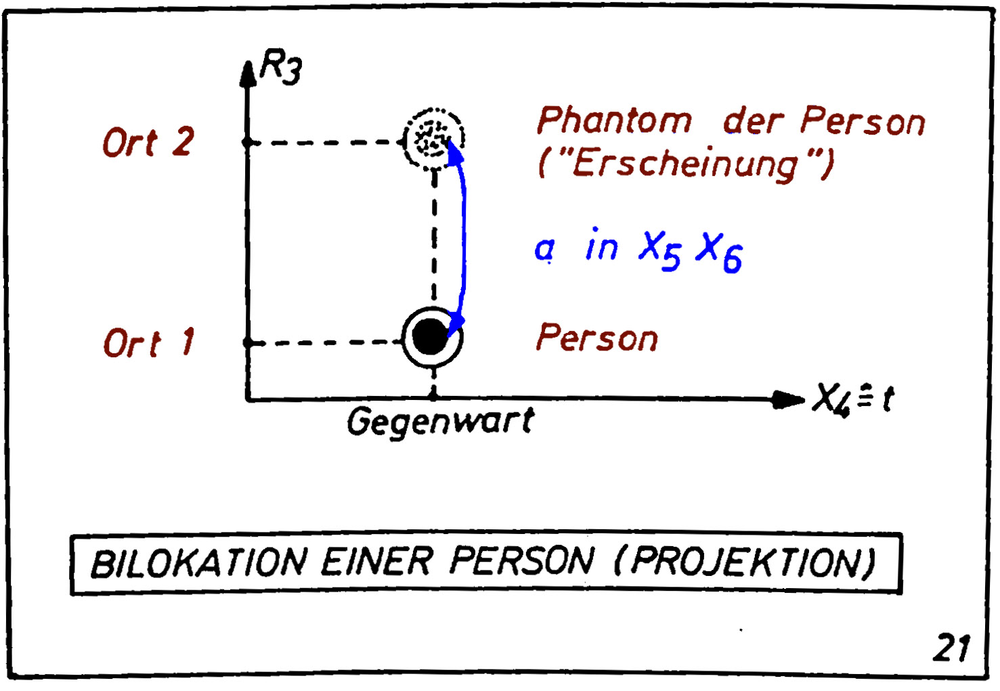 R3
Ort 2
Phantom der Person
("Erscheinung")
a in X5 X6
Ort 1
Person
X4 ≙ t
Gegenwart
BILOKATION EINER PERSON (PROJEKTION)
21